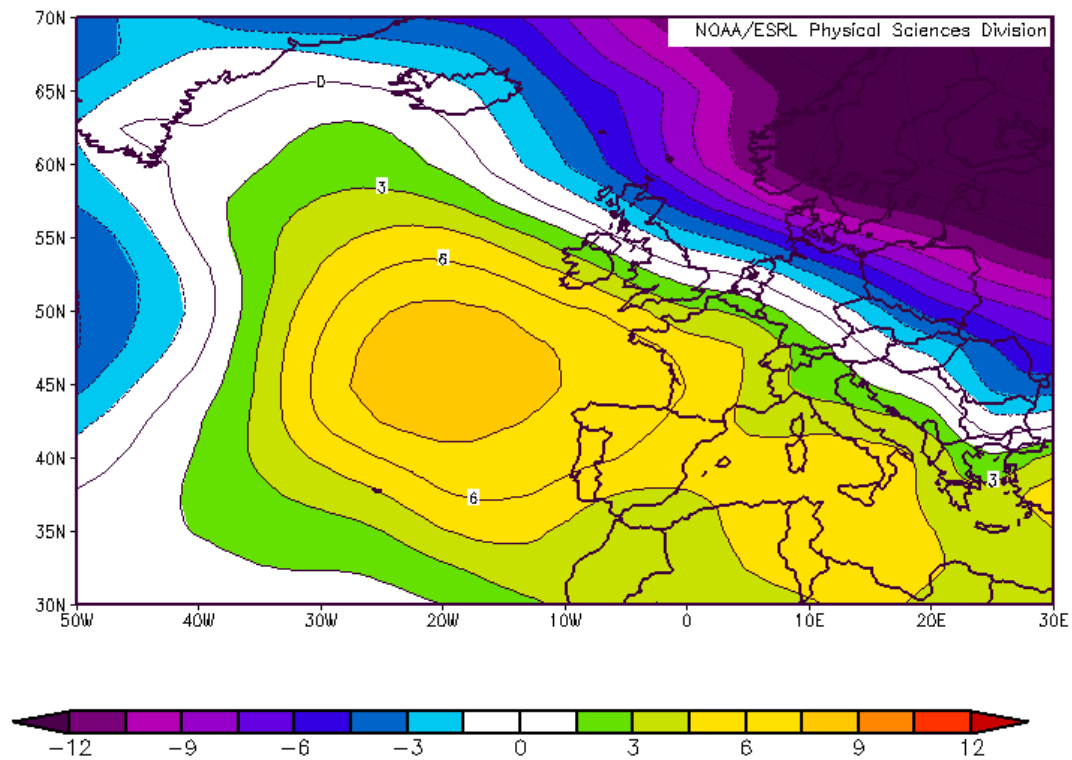 70N
NOAA/ESRL Physical Sciences Division
65N
0
60N
3
55N
6
50N
45N
40N
3
6
35N
30N
50W 40W 30W 20W 10W 0 10E 20E 30E
-12 -9 -6 -3 0 3 6 9 12